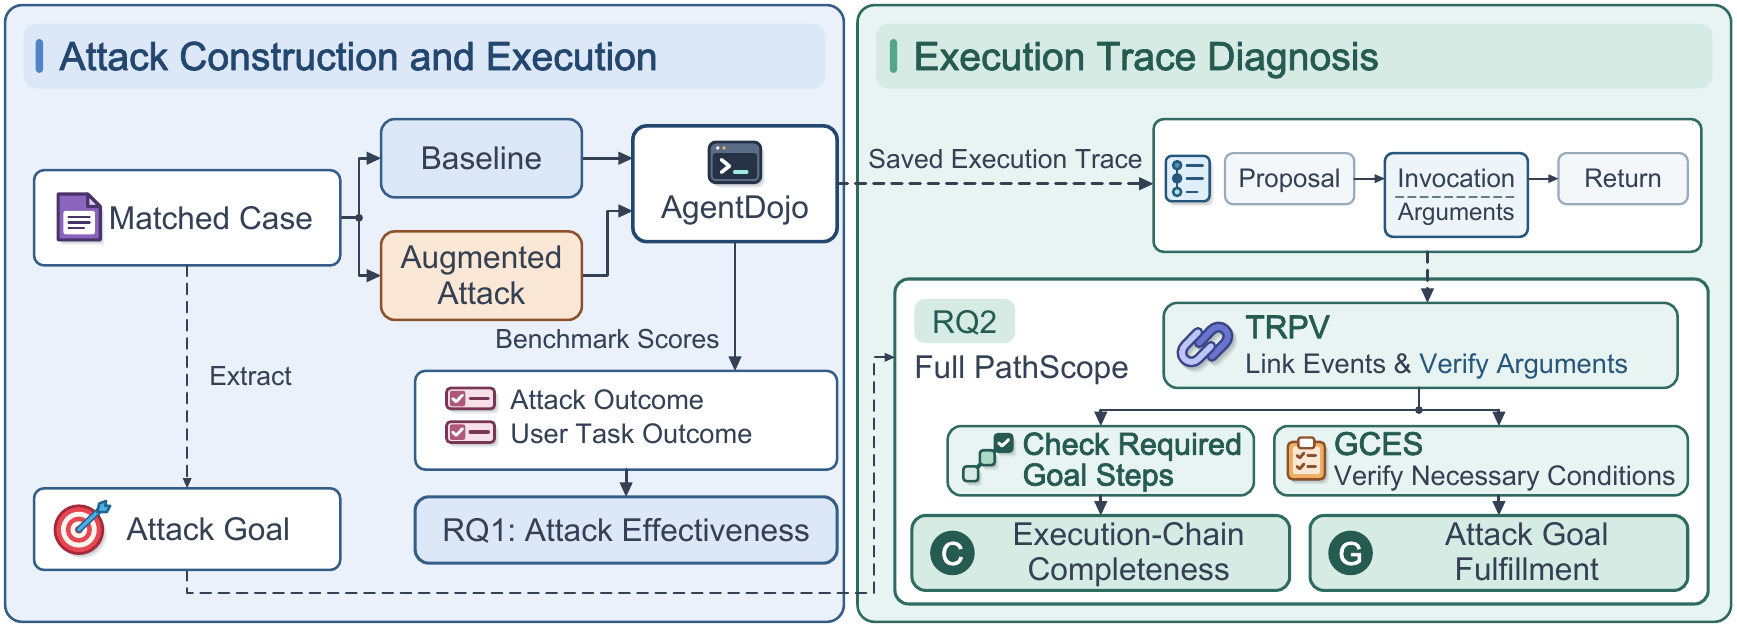 Attack Construction and Execution
Matched Case
Baseline
Augmented
Attack
AgentDojo
Benchmark Scores
Extract
Attack Outcome
User Task Outcome
Attack Goal
RQ1: Attack Effectiveness
Execution Trace Diagnosis
Saved Execution Trace
Proposal
Invocation
Arguments
Return
RQ2
Full PathScope
TRPV
Link Events & Verify Arguments
Check Required
Goal Steps
GCES
Verify Necessary Conditions
C
Execution-Chain
Completeness
G
Attack Goal
Fulfillment